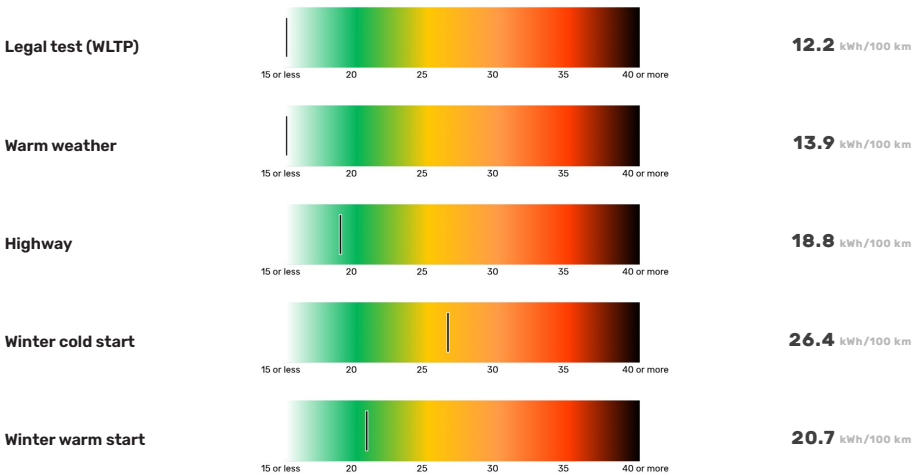 Legal test (WLTP)
12.2 kWh/100 km
15 or less 20 25 30 35 40 or more
Warm weather
13.9 kWh/100 km
15 or less 20 25 30 35 40 or more
Highway
18.8 kWh/100 km
15 or less 20 25 30 35 40 or more
Winter cold start
26.4 kWh/100 km
15 or less 20 25 30 35 40 or more
Winter warm start
20.7 kWh/100 km
15 or less 20 25 30 35 40 or more